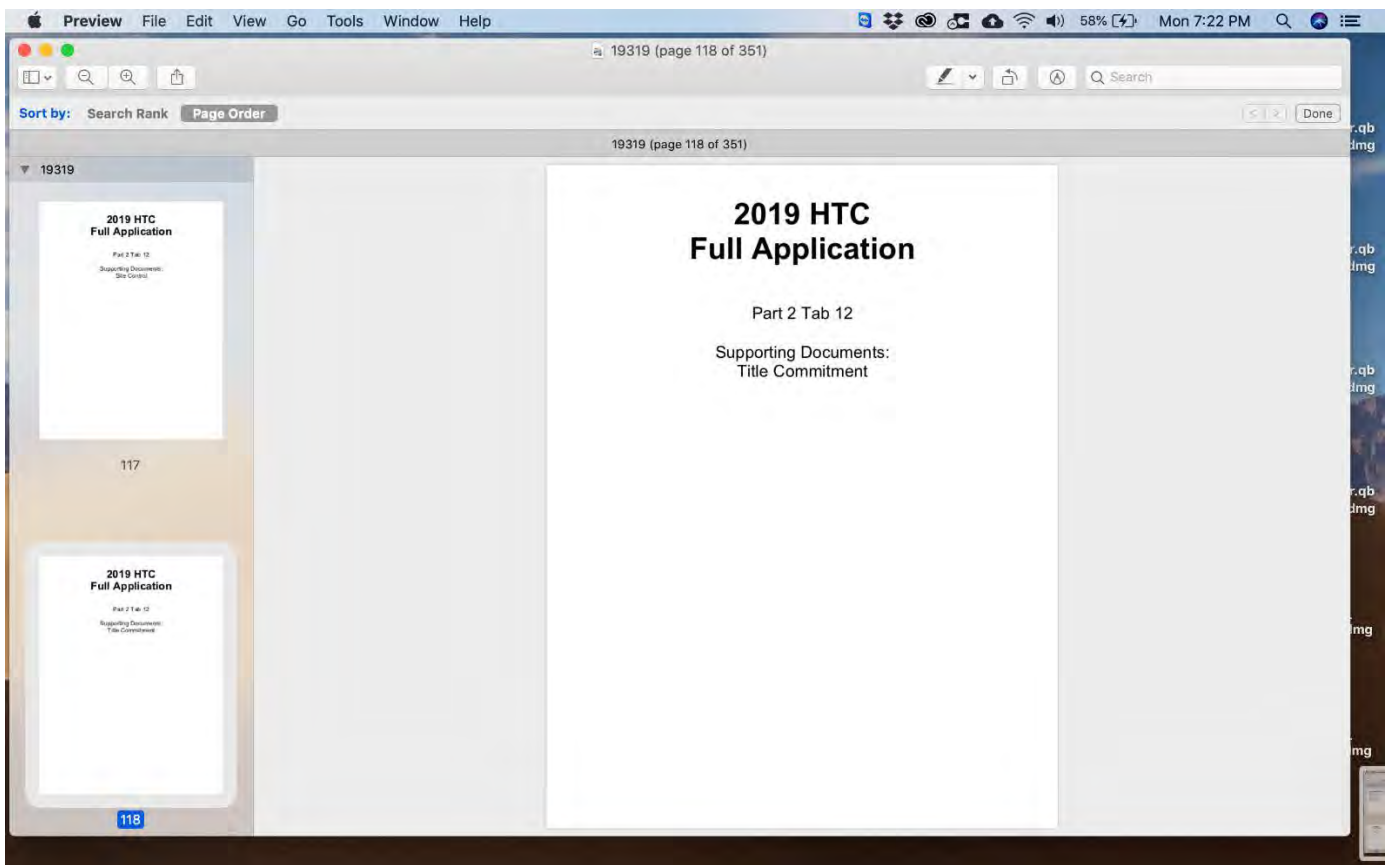 Preview File Edit View Go Tools Window Help 58% Mon 7:22 PM
19319 (page 118 of 351)
Search
Sort by: Search Rank Page Order Done
19319 (page 118 of 351)
19319
2019 HTC
Full Application
Part 2 Tab 12
Supporting Documents:
Site Control
117
2019 HTC
Full Application
Part 2 Tab 12
Supporting Documents:
Title Commitment
118
2019 HTC
Full Application
Part 2 Tab 12
Supporting Documents:
Title Commitment
r.qb
dmg
r.qb
dmg
r.qb
dmg
r.qb
dmg